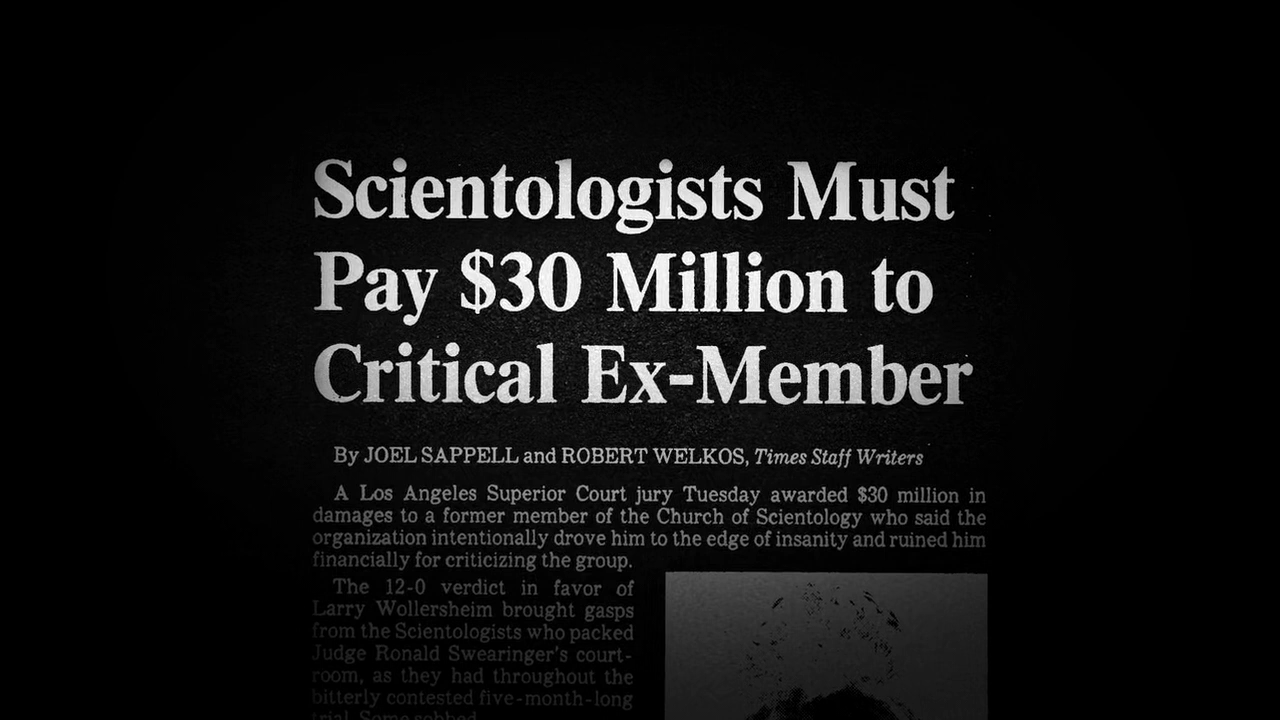 Scientologists Must
Pay $30 Million to
Critical Ex-Member
By JOEL SAPPELL and ROBERT WELKOS, Times Staff Writers
A Los Angeles Superior Court jury Tuesday awarded $30 million in
damages to a former member of the Church of Scientology who said the
organization intentionally drove him to the edge of insanity and ruined him
financially for criticizing the group.
The 12-0 verdict in favor of
Larry Wollersheim brought gasps
from the Scientologists who packed
Judge Ronald Swearinger's court-
room, as they had throughout the
bitterly contested five-month-long
trial. Some sobbed